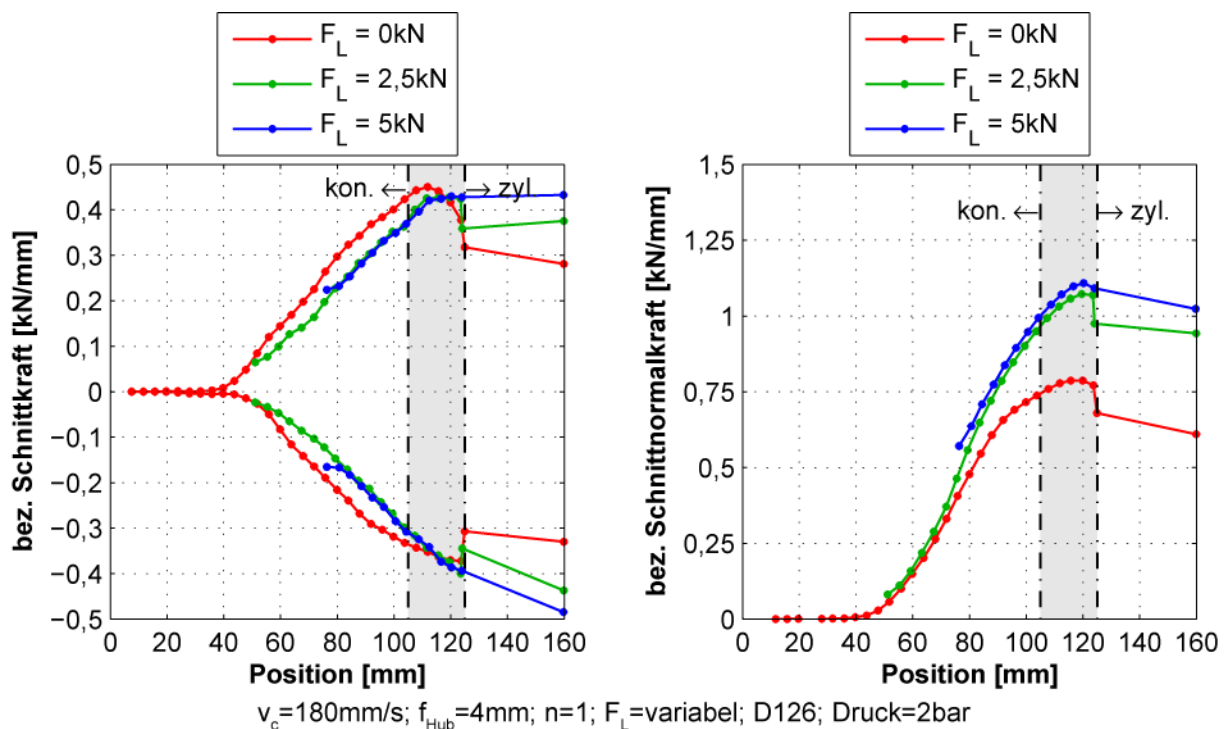 F_L = 0kN
F_L = 2,5kN
F_L = 5kN
bez. Schnittkraft [kN/mm]
0,5
0,4
0,3
0,2
0,1
0
−0,1
−0,2
−0,3
−0,4
−0,5
kon. ← → zyl.
0 20 40 60 80 100 120 140 160
Position [mm]
F_L = 0kN
F_L = 2,5kN
F_L = 5kN
bez. Schnittnormalkraft [kN/mm]
1,5
1,25
1
0,75
0,5
0,25
0
kon. ← → zyl.
0 20 40 60 80 100 120 140 160
Position [mm]
v_c=180mm/s; f_Hub=4mm; n=1; F_L=variabel; D126; Druck=2bar